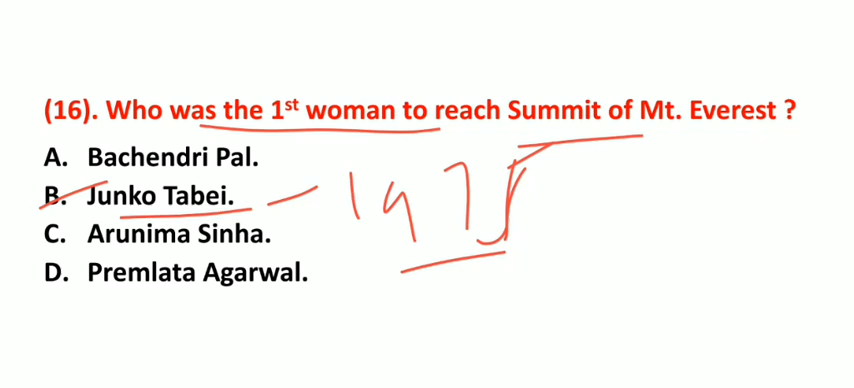 (16). Who was the 1st woman to reach Summit of Mt. Everest ?
A. Bachendri Pal.
B. Junko Tabei. – 1975
C. Arunima Sinha.
D. Premlata Agarwal.